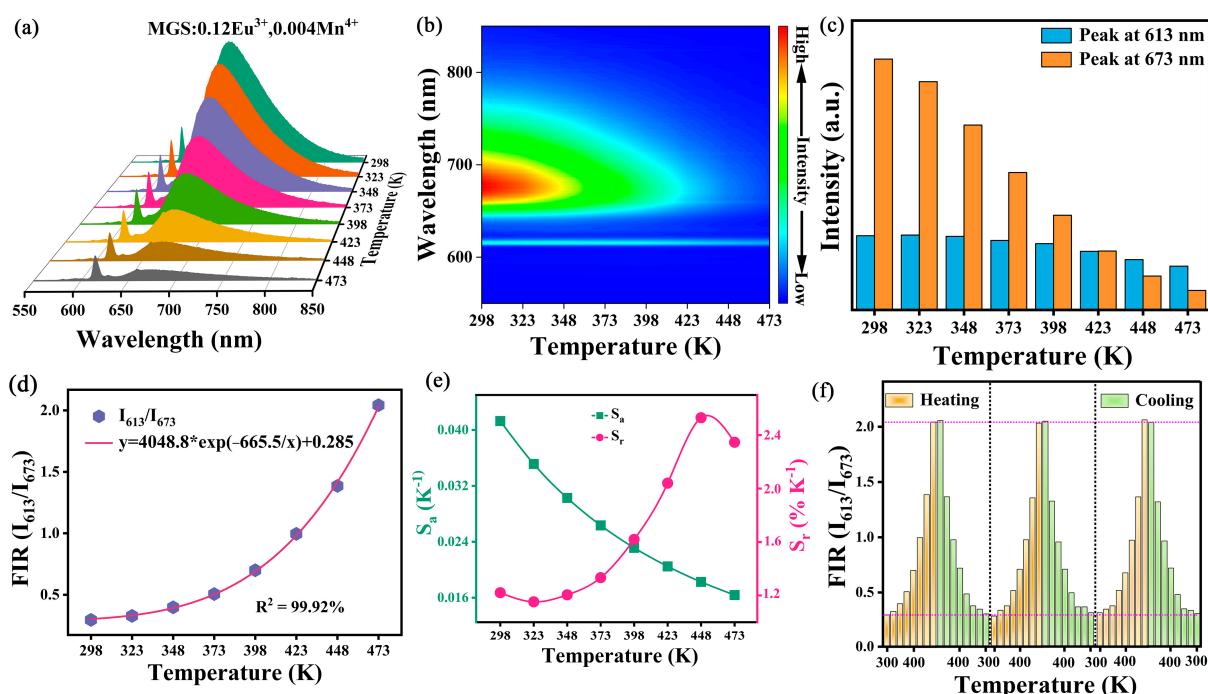 (a)
MGS:0.12Eu³⁺,0.004Mn⁴⁺
298
323
348
373
398
423
448
473
Temperature (K)
550 600 650 700 750 800 850
Wavelength (nm)
(b)
Wavelength (nm)
800
700
600
298 323 348 373 398 423 448 473
Temperature (K)
High
Intensity
Low
(c)
Peak at 613 nm
Peak at 673 nm
Intensity (a.u.)
298 323 348 373 398 423 448 473
Temperature (K)
(d)
I₆₁₃/I₆₇₃
y=4048.8*exp(−665.5/x)+0.285
R² = 99.92%
FIR (I₆₁₃/I₆₇₃)
2.0
1.5
1.0
0.5
298 323 348 373 398 423 448 473
Temperature (K)
(e)
Sₐ
Sᵣ
Sₐ (K⁻¹)
0.040
0.032
0.024
0.016
Sᵣ (% K⁻¹)
2.4
2.0
1.6
1.2
298 323 348 373 398 423 448 473
Temperature (K)
(f)
Heating
Cooling
FIR (I₆₁₃/I₆₇₃)
2.0
1.5
1.0
0.5
0.0
300 400 400 300 400 400 300 400 400 300
Temperature (K)